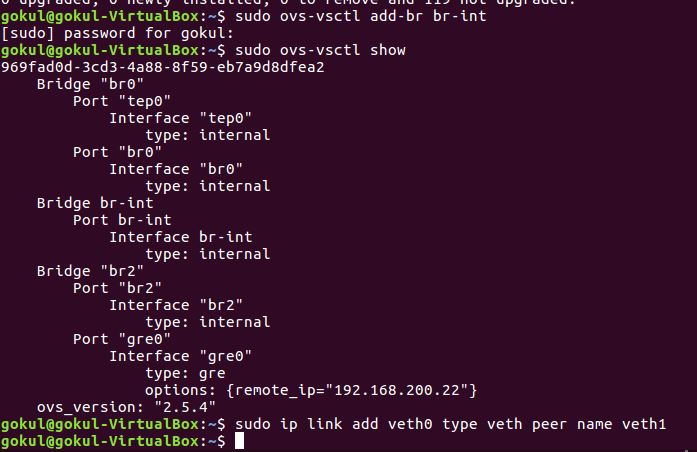 0 upgraded, 0 newly installed, 0 to remove and 119 not upgraded.
gokul@gokul-VirtualBox:~$ sudo ovs-vsctl add-br br-int
[sudo] password for gokul:
gokul@gokul-VirtualBox:~$ sudo ovs-vsctl show
969fad0d-3cd3-4a88-8f59-eb7a9d8dfea2
    Bridge "br0"
        Port "tep0"
            Interface "tep0"
                type: internal
        Port "br0"
            Interface "br0"
                type: internal
    Bridge br-int
        Port br-int
            Interface br-int
                type: internal
    Bridge "br2"
        Port "br2"
            Interface "br2"
                type: internal
        Port "gre0"
            Interface "gre0"
                type: gre
                options: {remote_ip="192.168.200.22"}
    ovs_version: "2.5.4"
gokul@gokul-VirtualBox:~$ sudo ip link add veth0 type veth peer name veth1
gokul@gokul-VirtualBox:~$